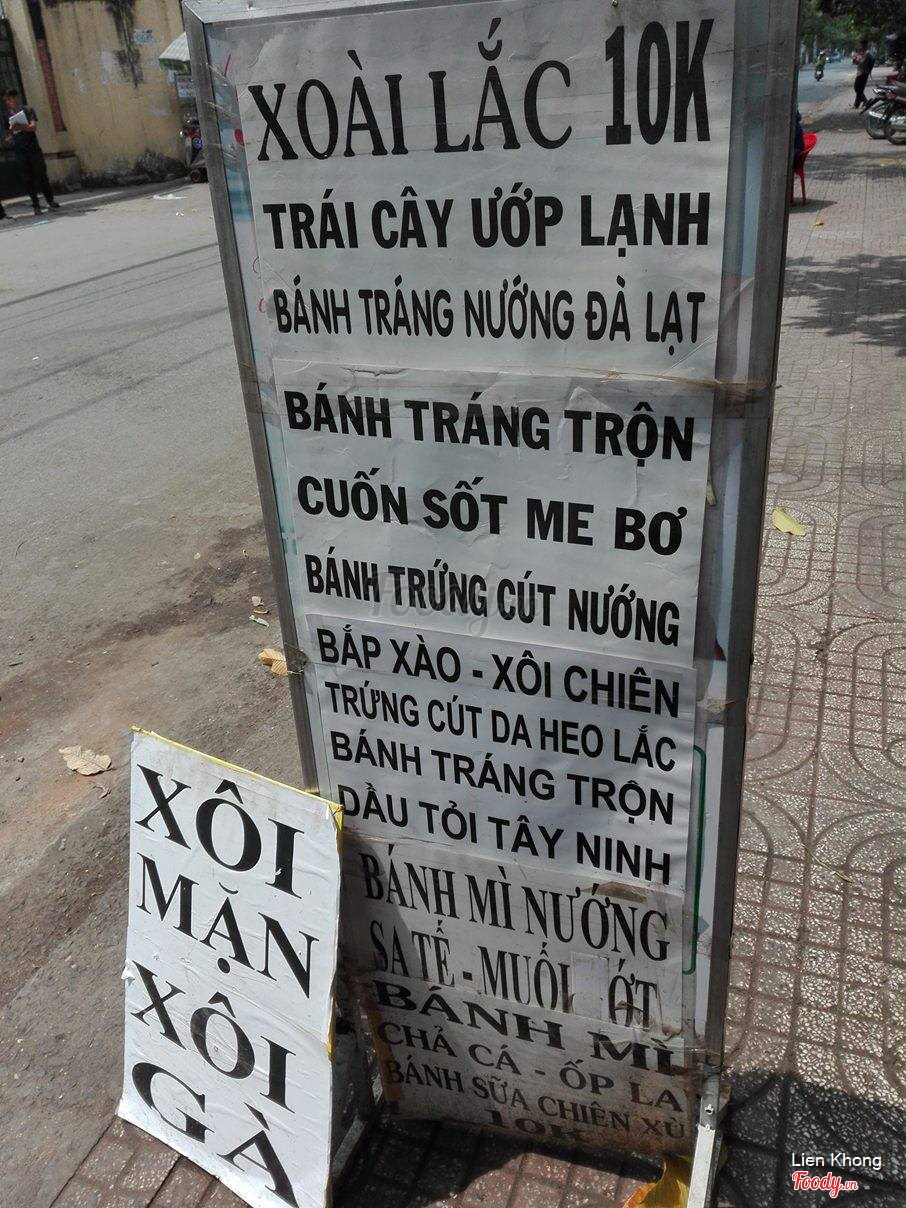 XOÀI LẮC 10K
TRÁI CÂY ƯỚP LẠNH
BÁNH TRÁNG NƯỚNG ĐÀ LẠT
BÁNH TRÁNG TRỘN
CUỐN SỐT ME BƠ
BÁNH TRỨNG CÚT NƯỚNG
BẮP XÀO - XÔI CHIÊN
TRỨNG CÚT DA HEO LẮC
BÁNH TRÁNG TRỘN
DẦU TỎI TÂY NINH
BÁNH MÌ NƯỚNG
SA TẾ - MUỐI ỚT
BÁNH MÌ
CHẢ CÁ - ỐP LA
BÁNH SỮA CHIÊN XÙ
10K
XÔI
MẶN
XÔI
GÀ
Lien Khong
Foody.vn